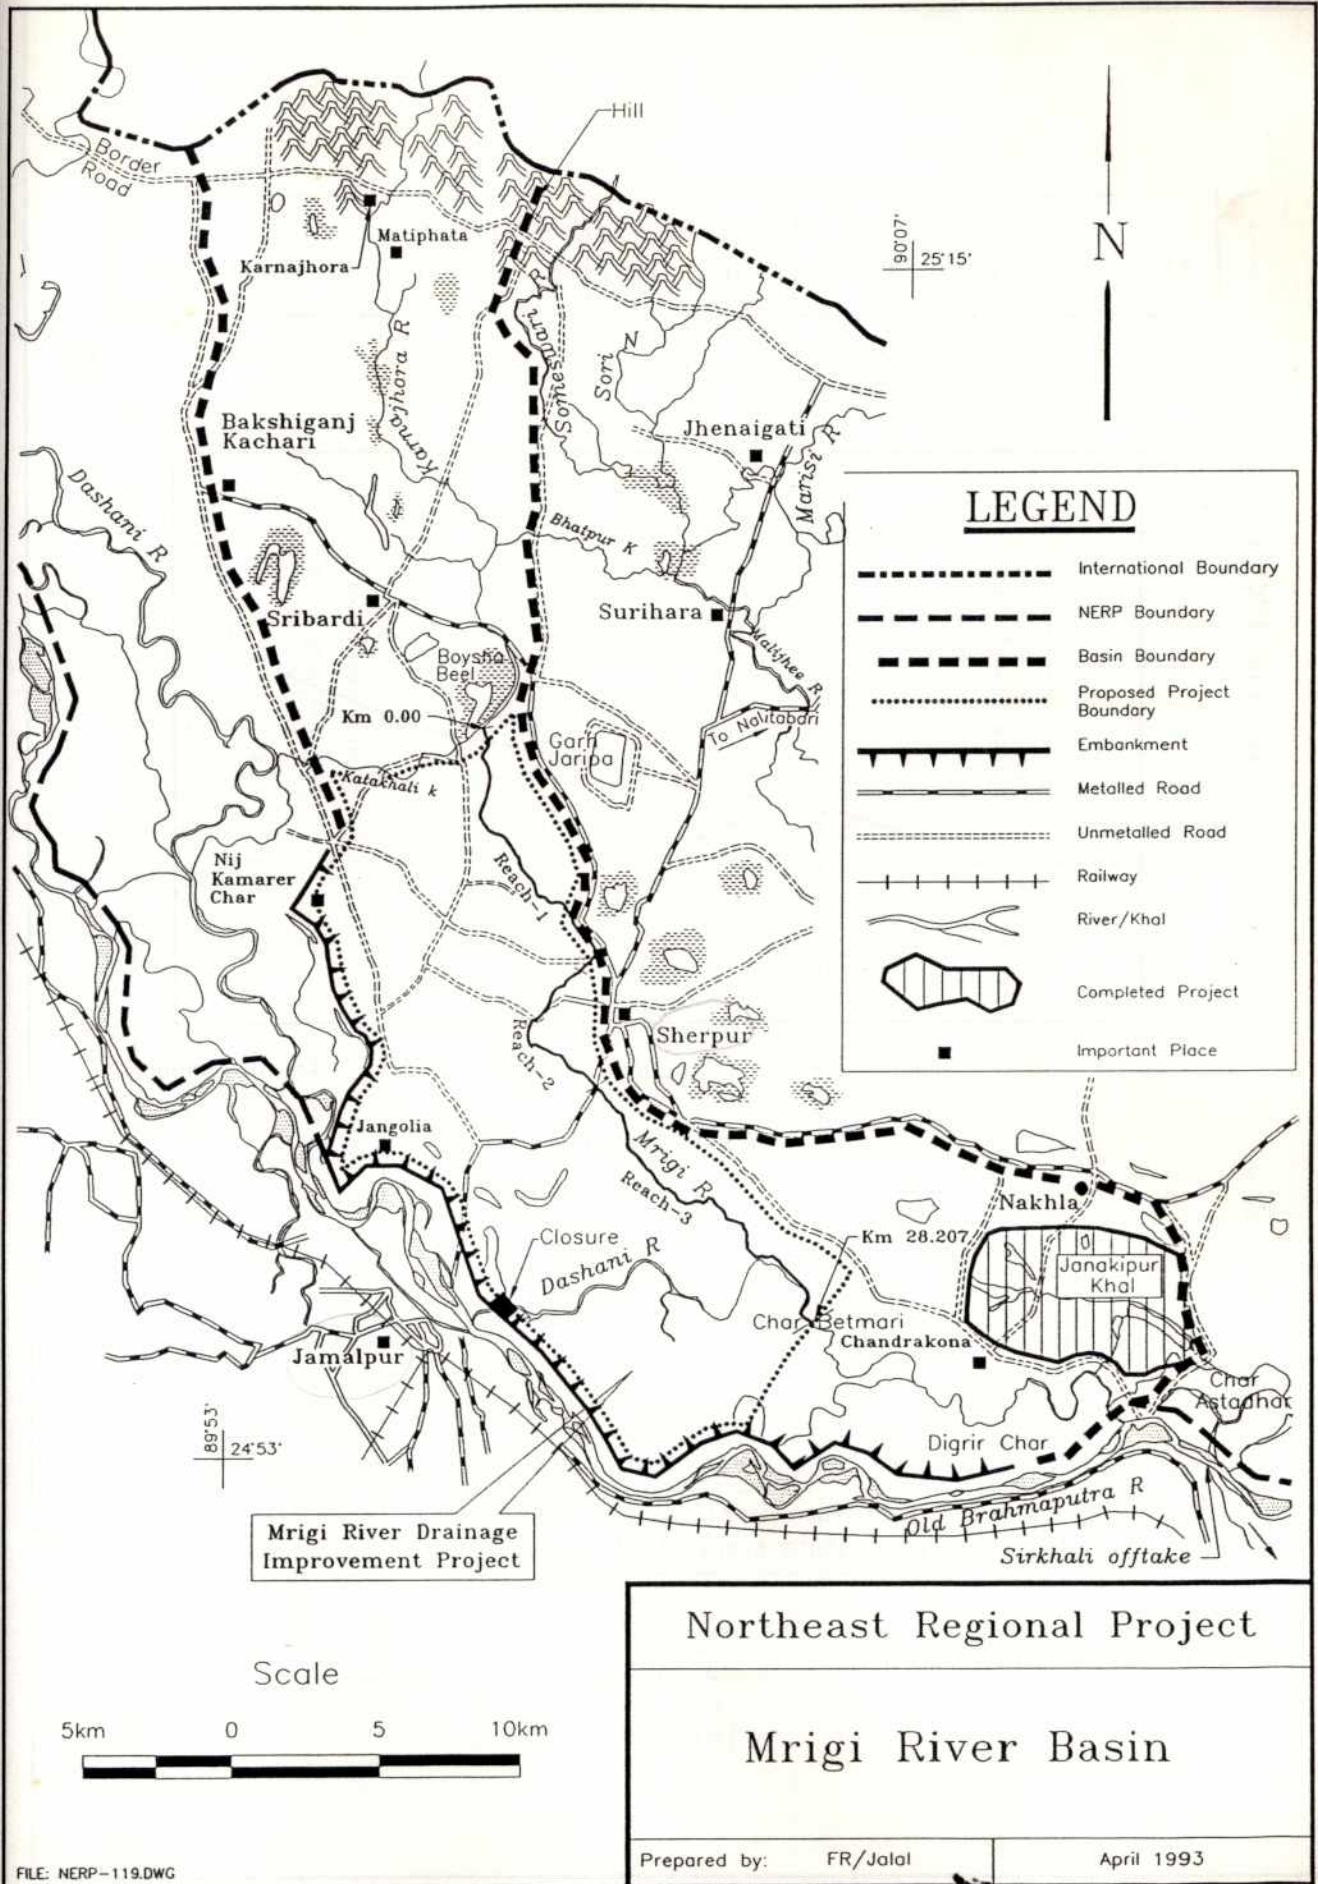 Hill
Border
Road
N
90°07'
25°15'
Matiphata
Karnajhora
Karnajhora R
Someswari R
Sori N
Bakshiganj
Kachari
Jhenaigati
Marisi R
Dashani R
Bhatpur K
Sribardi
Surihara
Malijhee R
Boysha
Beel
Km 0.00
To Nalitabari
Garh
Jaripa
Katakhali k
Nij
Kamarer
Char
Reach-1
Reach-2
Sherpur
Jangolia
Mrigi R
Reach-3
Nakhla
Closure
Dashani R
Km 28.207
Janakipur
Khal
Char Betmari
Chandrakona
Jamalpur
Char
Astadhar
89°53'
24°53'
Digrir Char
Old Brahmaputra R
Sirkhali offtake
Mrigi River Drainage
Improvement Project
LEGEND
International Boundary
NERP Boundary
Basin Boundary
Proposed Project
Boundary
Embankment
Metalled Road
Unmetalled Road
Railway
River/Khal
Completed Project
Important Place
Scale
5km 0 5 10km
Northeast Regional Project
Mrigi River Basin
Prepared by: FR/Jalal
April 1993
FILE: NERP-119.DWG